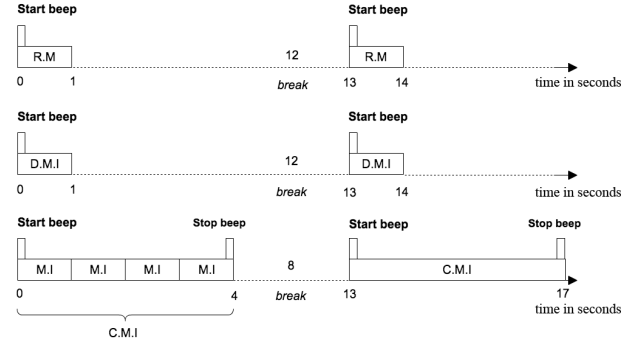 Start beep Start beep
R.M 12 R.M
0 1 break 13 14 time in seconds
Start beep Start beep
D.M.I 12 D.M.I
0 1 break 13 14 time in seconds
Start beep Stop beep Start beep Stop beep
M.I M.I M.I M.I 8 C.M.I
0 4 break 13 17
time in seconds
C.M.I